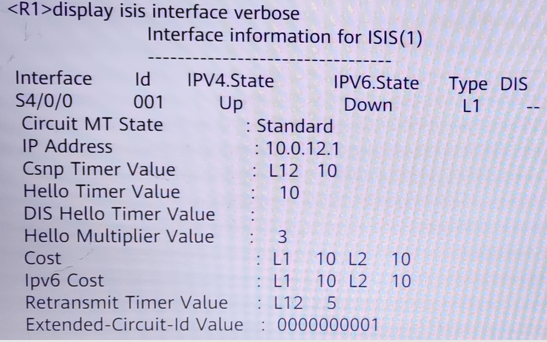 <R1>display isis interface verbose
Interface information for ISIS(1)
---------------------------------
Interface Id IPV4.State IPV6.State Type DIS
S4/0/0 001 Up Down L1 --
Circuit MT State : Standard
IP Address : 10.0.12.1
Csnp Timer Value : L12 10
Hello Timer Value : 10
DIS Hello Timer Value :
Hello Multiplier Value : 3
Cost : L1 10 L2 10
Ipv6 Cost : L1 10 L2 10
Retransmit Timer Value : L12 5
Extended-Circuit-Id Value : 0000000001